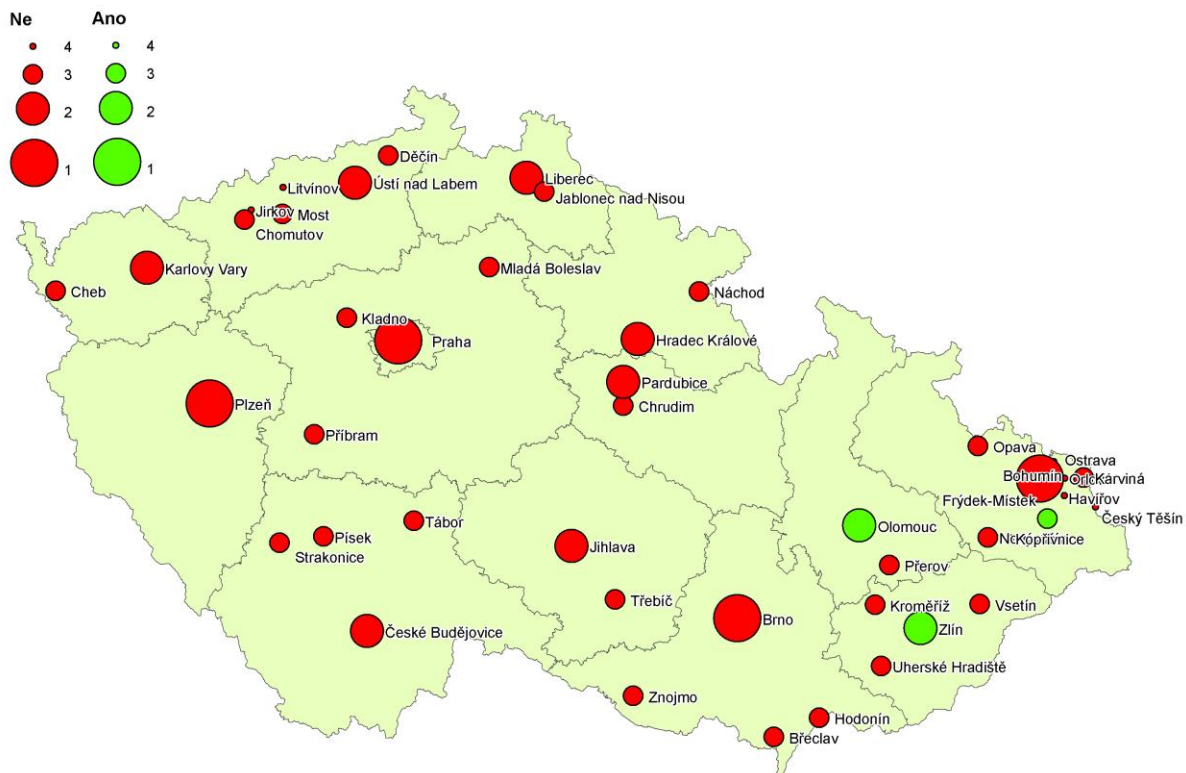 Ne Ano
4 4
3 3
2 2
1 1
Děčín
Litvínov
Ústí nad Labem
Liberec
Jablonec nad Nisou
Jirkov
Most
Chomutov
Karlovy Vary
Mladá Boleslav
Cheb
Náchod
Kladno
Praha
Hradec Králové
Pardubice
Plzeň
Chrudim
Příbram
Opava
Ostrava
Bohumín
Karviná
Frýdek-Místek
Havířov
Český Těšín
Tábor
Olomouc
Písek
Kopřivnice
Strakonice
Jihlava
Přerov
Třebíč
Kroměříž
Vsetín
Brno
Zlín
České Budějovice
Uherské Hradiště
Znojmo
Hodonín
Břeclav